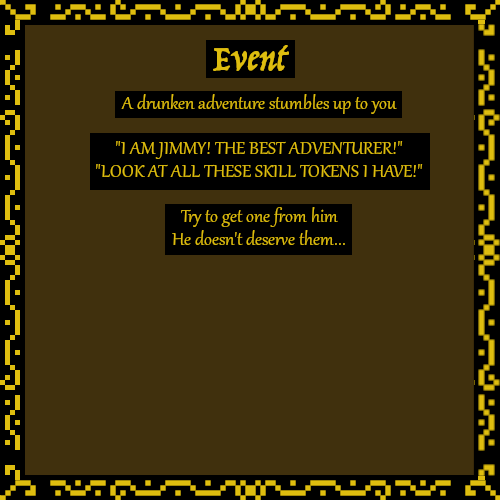 Event
A drunken adventure stumbles up to you
"I AM JIMMY! THE BEST ADVENTURER!"
"LOOK AT ALL THESE SKILL TOKENS I HAVE!"
Try to get one from him
He doesn't deserve them...